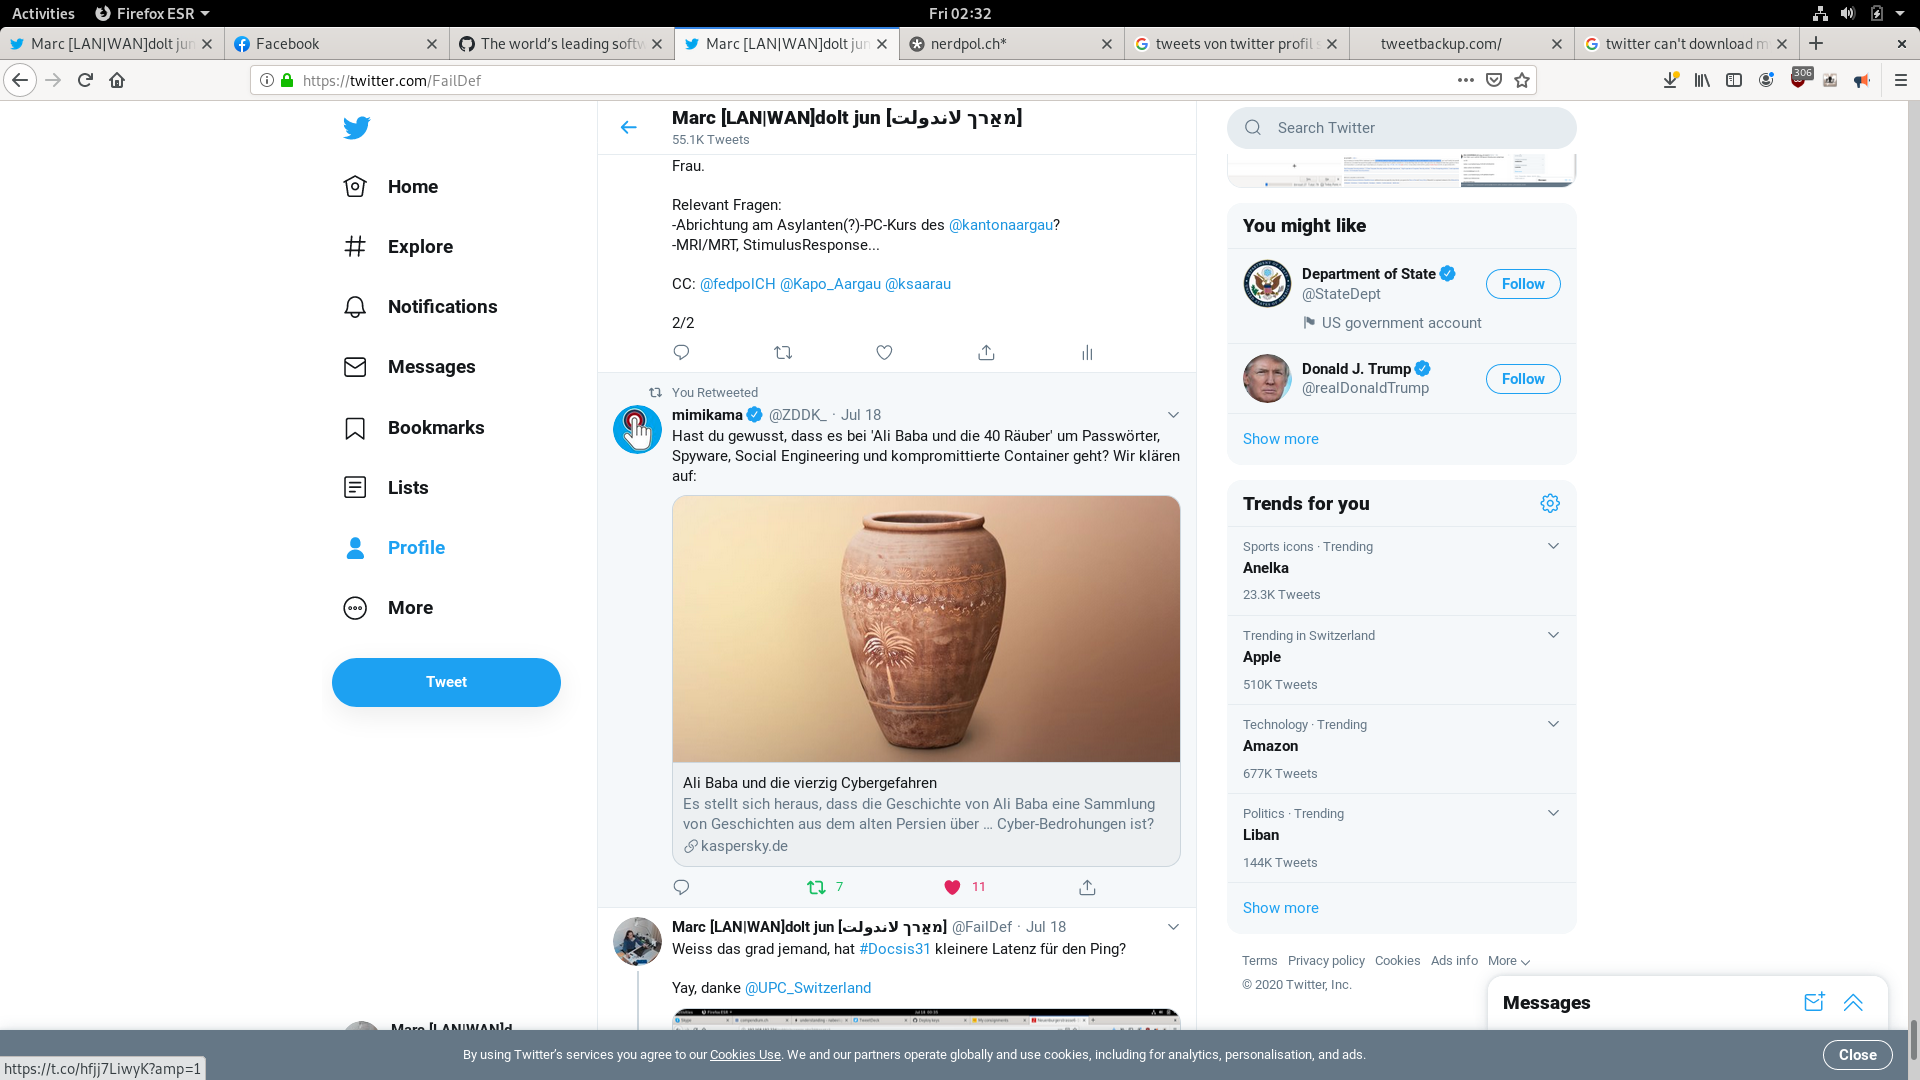 Activities
Firefox ESR
Fri 02:32
Marc [LAN|WAN]dolt jun
Facebook
The world's leading softw
Marc [LAN|WAN]dolt jun
nerdpol.ch*
tweets von twitter profil s
tweetbackup.com/
twitter can't download m
https://twitter.com/FailDef
306
Home
Explore
Notifications
Messages
Bookmarks
Lists
Profile
More
Tweet
Marc [LAN|WAN]d
Marc [LAN|WAN]dolt jun [מאַרך לאנדולת]
55.1K Tweets
Frau.
Relevant Fragen:
-Abrichtung am Asylanten(?)-PC-Kurs des @kantonaargau?
-MRI/MRT, StimulusResponse...
CC: @fedpolCH @Kapo_Aargau @ksaarau
2/2
You Retweeted
mimikama @ZDDK_ · Jul 18
Hast du gewusst, dass es bei 'Ali Baba und die 40 Räuber' um Passwörter,
Spyware, Social Engineering und kompromittierte Container geht? Wir klären
auf:
Ali Baba und die vierzig Cybergefahren
Es stellt sich heraus, dass die Geschichte von Ali Baba eine Sammlung
von Geschichten aus dem alten Persien über ... Cyber-Bedrohungen ist?
kaspersky.de
7
11
Marc [LAN|WAN]dolt jun [מאַרך לאנדולת] @FailDef · Jul 18
Weiss das grad jemand, hat #Docsis31 kleinere Latenz für den Ping?
Yay, danke @UPC_Switzerland
Search Twitter
You might like
Department of State
@StateDept
Follow
US government account
Donald J. Trump
@realDonaldTrump
Follow
Show more
Trends for you
Sports icons · Trending
Anelka
23.3K Tweets
Trending in Switzerland
Apple
510K Tweets
Technology · Trending
Amazon
677K Tweets
Politics · Trending
Liban
144K Tweets
Show more
Terms Privacy policy Cookies Ads info More
© 2020 Twitter, Inc.
Messages
By using Twitter's services you agree to our Cookies Use. We and our partners operate globally and use cookies, including for analytics, personalisation, and ads.
Close
https://t.co/hfjj7LiwyK?amp=1